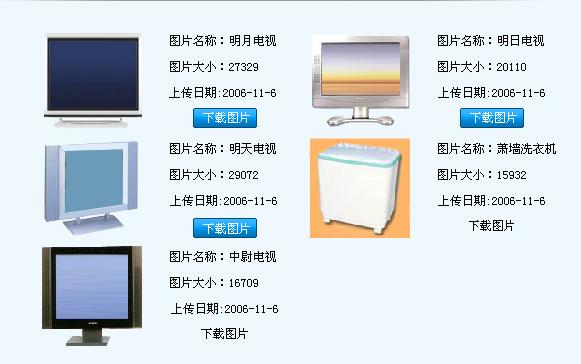 图片名称：明月电视
图片大小：27329
上传日期:2006-11-6
下载图片
图片名称：明日电视
图片大小：20110
上传日期:2006-11-6
下载图片
图片名称：明天电视
图片大小：29072
上传日期:2006-11-6
下载图片
图片名称：萧墙洗衣机
图片大小：15932
上传日期:2006-11-6
下载图片
图片名称：中尉电视
图片大小：16709
上传日期:2006-11-6
下载图片